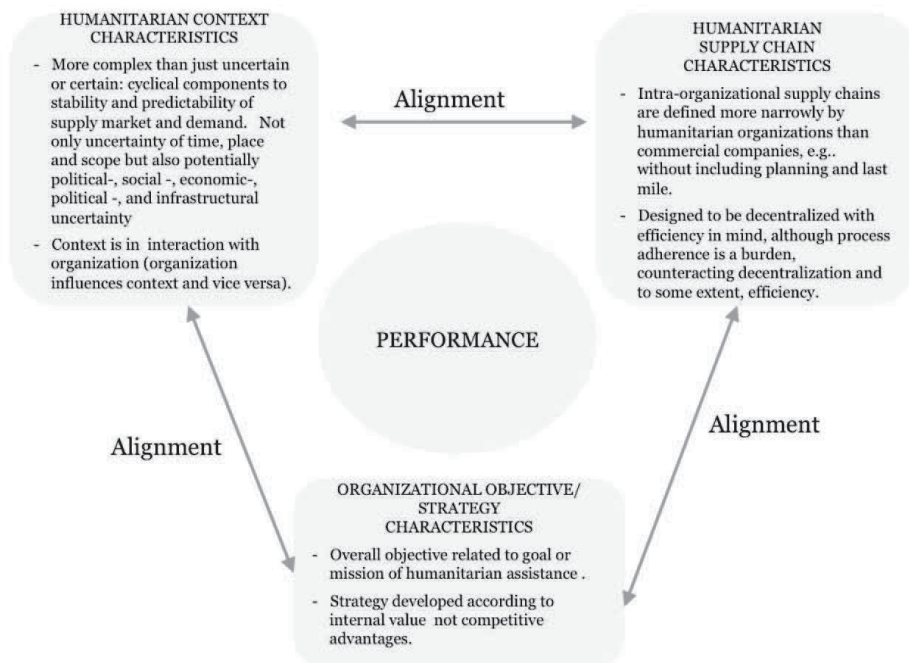 HUMANITARIAN CONTEXT
CHARACTERISTICS
- More complex than just uncertain
or certain: cyclical components to
stability and predictability of
supply market and demand. Not
only uncertainty of time, place
and scope but also potentially
political-, social -, economic-,
political -, and infrastructural
uncertainty
- Context is in interaction with
organization (organization
influences context and vice versa).
Alignment
HUMANITARIAN
SUPPLY CHAIN
CHARACTERISTICS
- Intra-organizational supply chains
are defined more narrowly by
humanitarian organizations than
commercial companies, e.g..
without including planning and last
mile.
- Designed to be decentralized with
efficiency in mind, although process
adherence is a burden,
counteracting decentralization and
to some extent, efficiency.
PERFORMANCE
Alignment
Alignment
ORGANIZATIONAL OBJECTIVE/
STRATEGY
CHARACTERISTICS
- Overall objective related to goal or
mission of humanitarian assistance .
- Strategy developed according to
internal value not competitive
advantages.